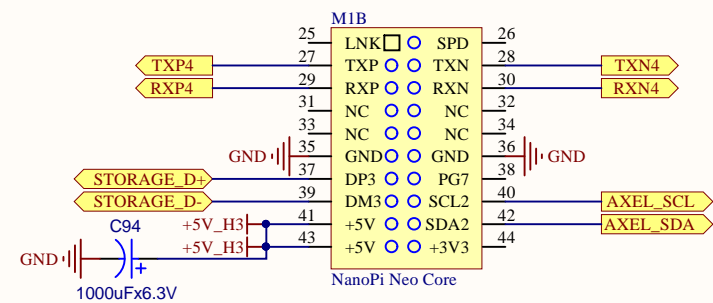 M1B
25 LNK SPD 26
TXP4 27 TXP TXN 28 TXN4
RXP4 29 RXP RXN 30 RXN4
31 NC NC 32
33 NC NC 34
GND 35 GND GND 36 GND
STORAGE_D+ 37 DP3 PG7 38
STORAGE_D- 39 DM3 SCL2 40 AXEL_SCL
+5V_H3 41 +5V SDA2 42 AXEL_SDA
C94
+5V_H3 43 +5V +3V3 44
GND +
NanoPi Neo Core
1000uFx6.3V